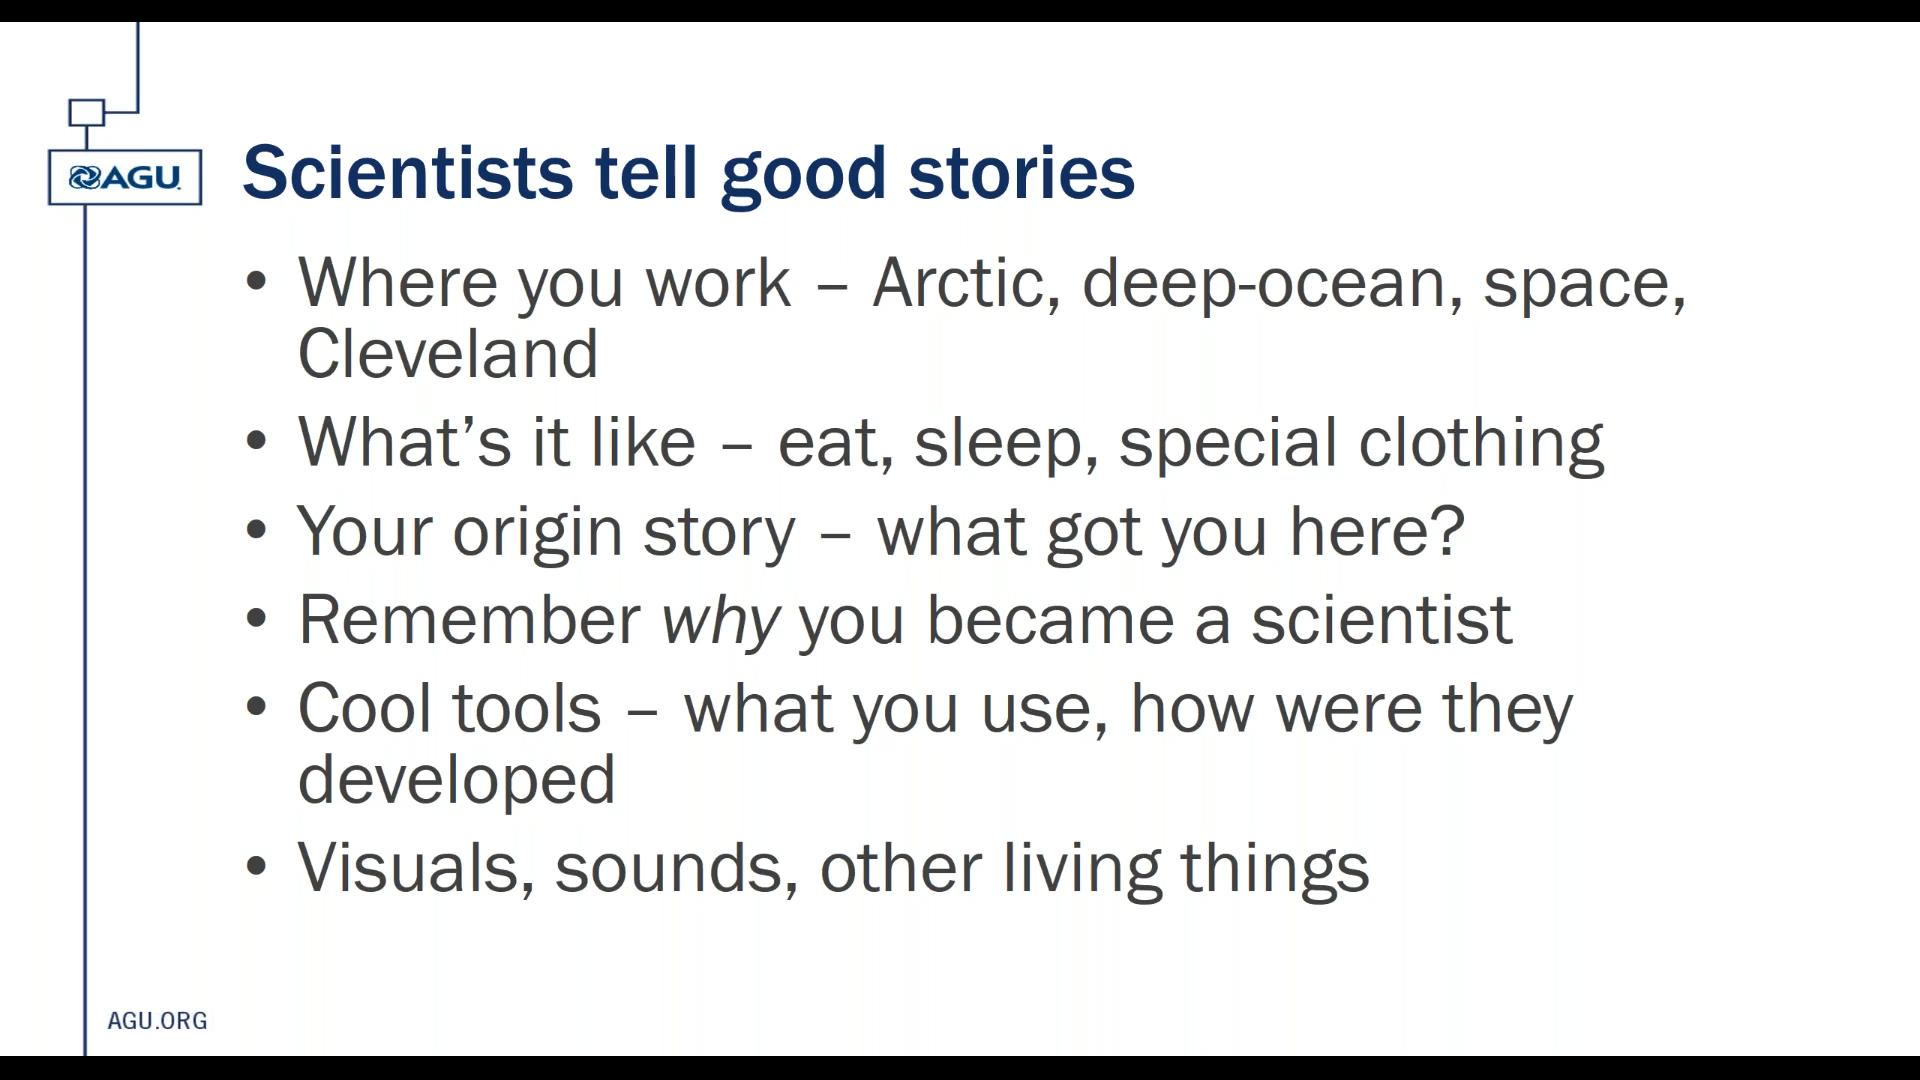 AGU
Scientists tell good stories
• Where you work – Arctic, deep-ocean, space,
Cleveland
• What’s it like – eat, sleep, special clothing
• Your origin story – what got you here?
• Remember why you became a scientist
• Cool tools – what you use, how were they
developed
• Visuals, sounds, other living things
AGU.ORG